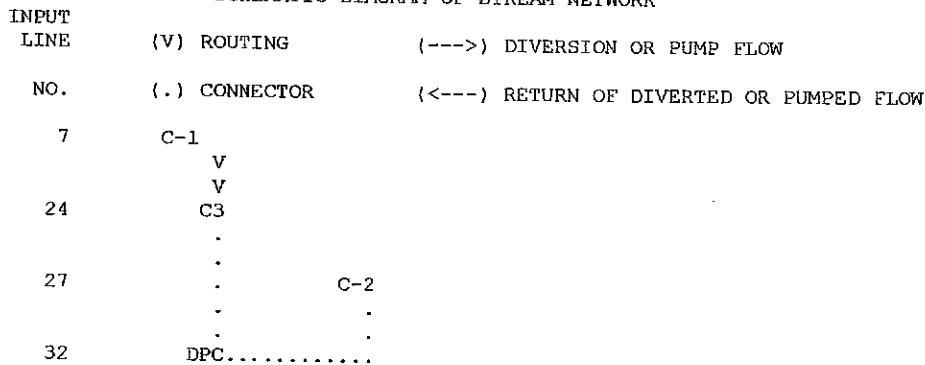 INPUT
LINE (V) ROUTING (--->) DIVERSION OR PUMP FLOW
NO. (.) CONNECTOR (<---) RETURN OF DIVERTED OR PUMPED FLOW
7 C-1
V
V
24 C3
.
.
27 . C-2
. .
. .
32 DPC............